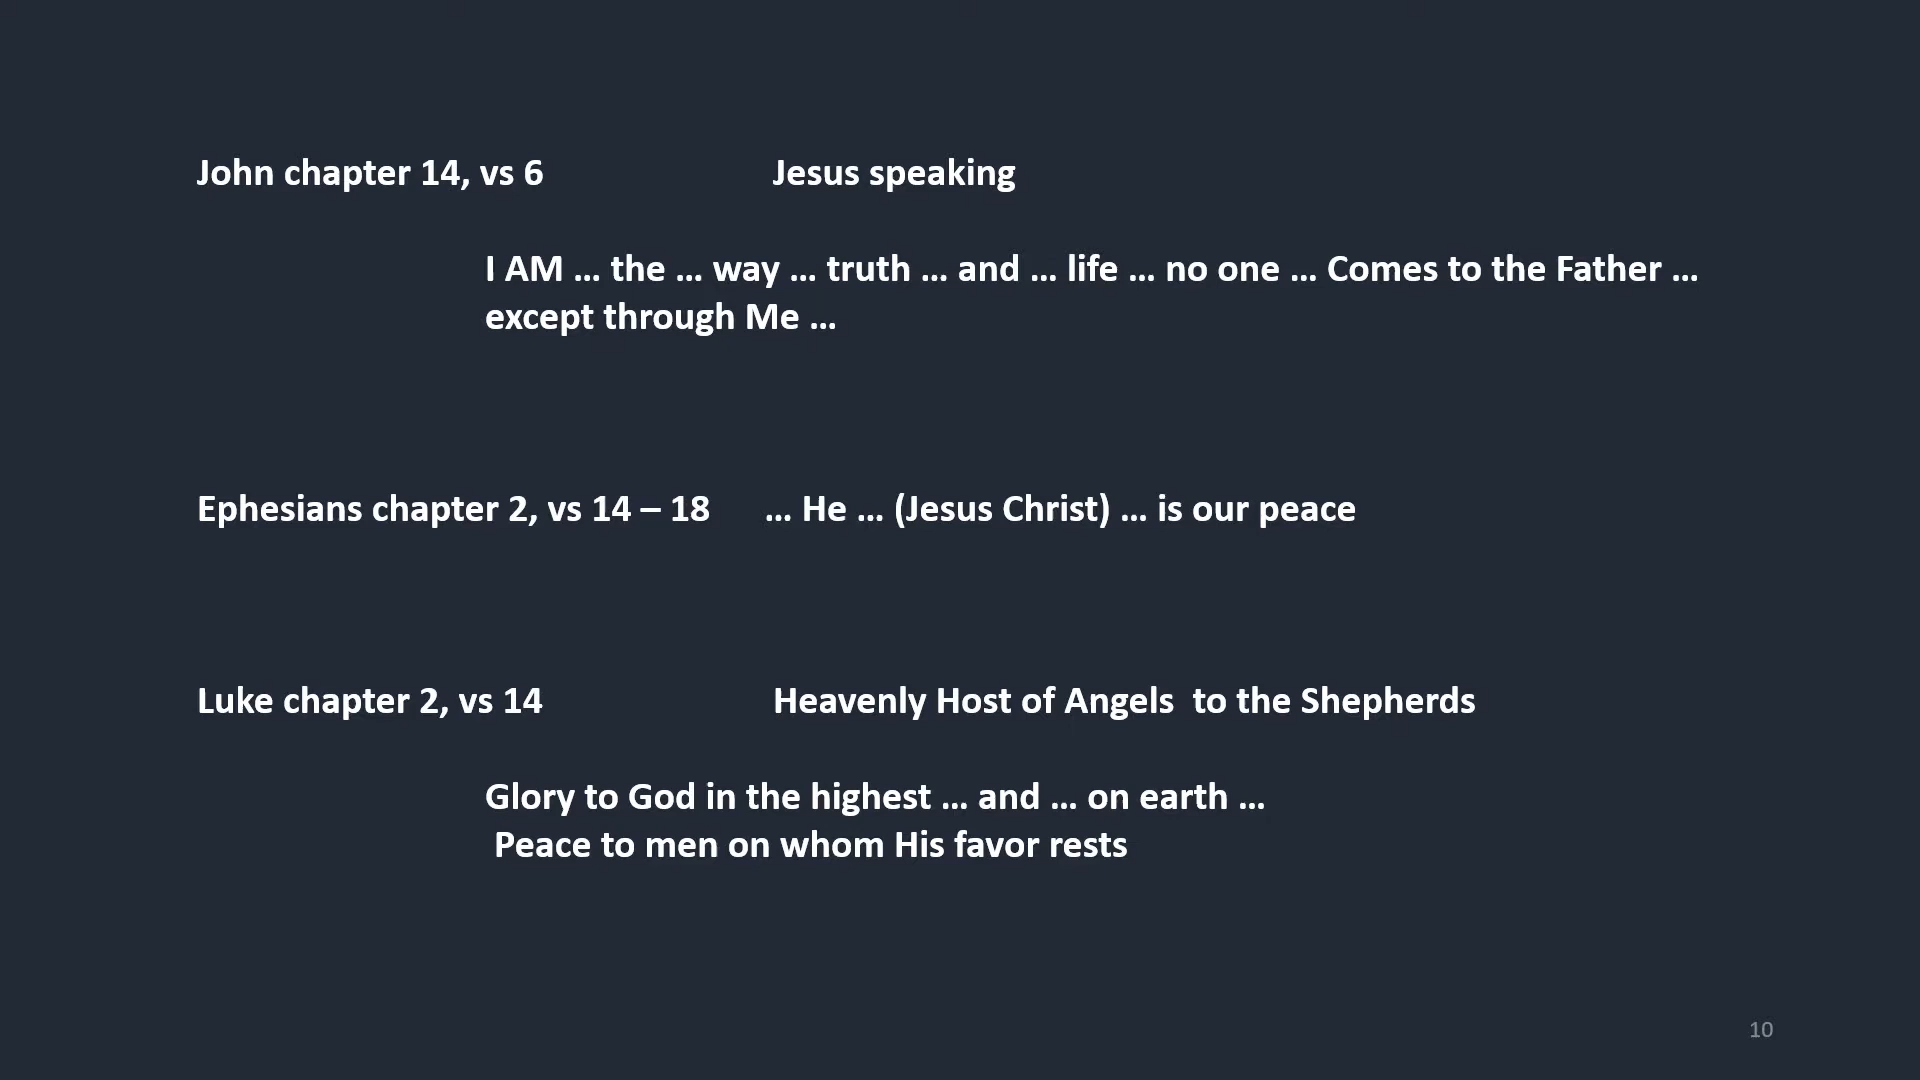 John chapter 14, vs 6 Jesus speaking
I AM … the … way … truth … and … life … no one … Comes to the Father …
except through Me …
Ephesians chapter 2, vs 14 – 18 … He … (Jesus Christ) … is our peace
Luke chapter 2, vs 14 Heavenly Host of Angels  to the Shepherds
Glory to God in the highest … and … on earth …
Peace to men on whom His favor rests
10